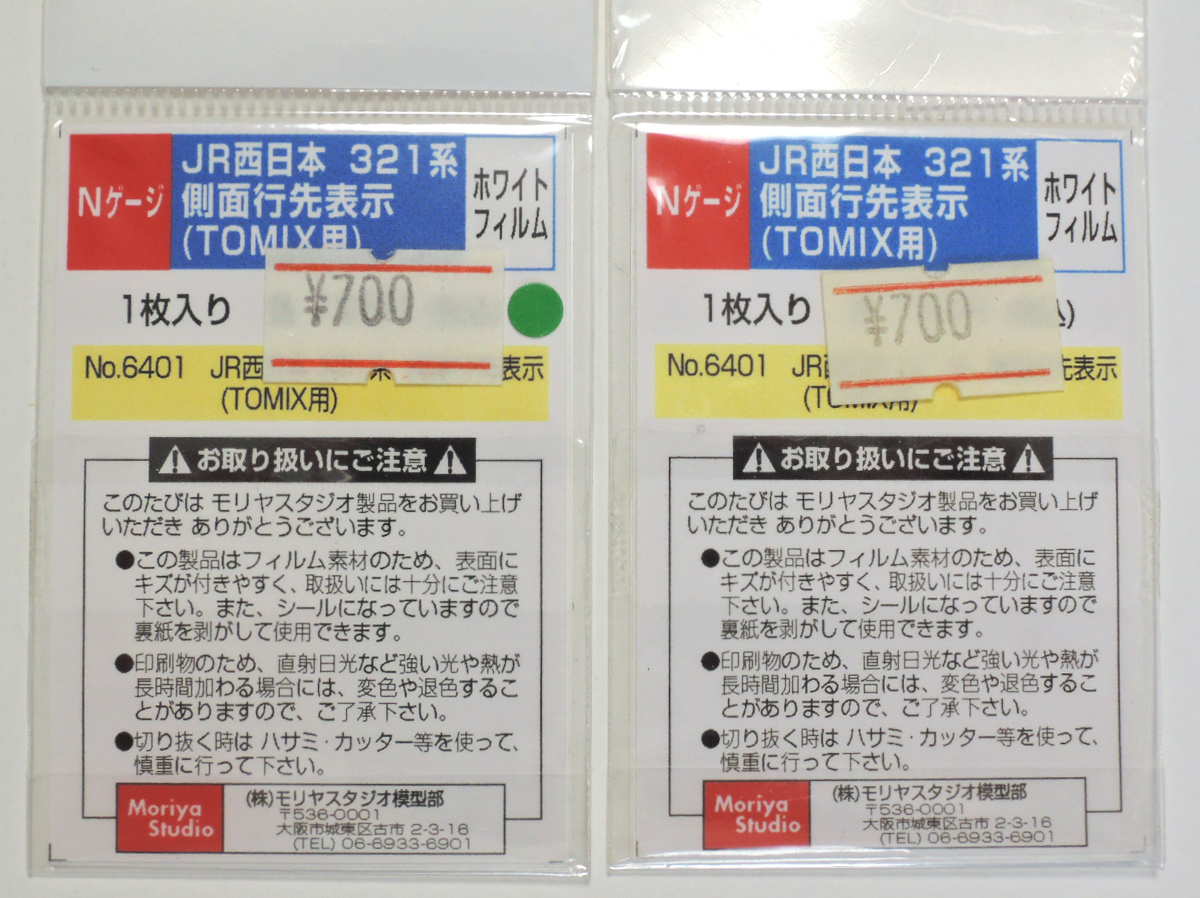 Nゲージ
JR西日本 321系
側面行先表示
(TOMIX用)
ホワイト
フィルム
1枚入り
¥700
No.6401 JR西 系 表示
(TOMIX用)
お取り扱いにご注意
このたびは モリヤスタジオ製品をお買い上げ
いただき ありがとうございます。
●この製品はフィルム素材のため、表面に
キズが付きやすく、取扱いには十分にご注意
下さい。また、シールになっていますので
裏紙を剥がして使用できます。
●印刷物のため、直射日光など強い光や熱が
長時間加わる場合には、変色や退色するこ
とがありますので、ご了承下さい。
●切り抜く時は ハサミ・カッター等を使って、
慎重に行って下さい。
Moriya
Studio
(株)モリヤスタジオ模型部
〒536-0001
大阪市城東区古市 2-3-16
(TEL) 06-6933-6901
Nゲージ
JR西日本 321系
側面行先表示
(TOMIX用)
ホワイト
フィルム
1枚入り
¥700
込)
No.6401 JR 先表示
(TOMIX用)
お取り扱いにご注意
このたびは モリヤスタジオ製品をお買い上げ
いただき ありがとうございます。
●この製品はフィルム素材のため、表面に
キズが付きやすく、取扱いには十分にご注意
下さい。また、シールになっていますので
裏紙を剥がして使用できます。
●印刷物のため、直射日光など強い光や熱が
長時間加わる場合には、変色や退色するこ
とがありますので、ご了承下さい。
●切り抜く時は ハサミ・カッター等を使って、
慎重に行って下さい。
Moriya
Studio
(株)モリヤスタジオ模型部
〒536-0001
大阪市城東区古市 2-3-16
(TEL) 06-6933-6901